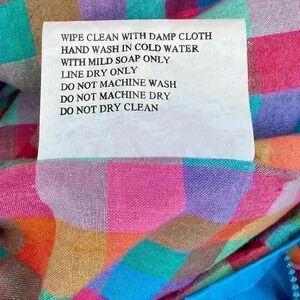 WIPE CLEAN WITH DAMP CLOTH
HAND WASH IN COLD WATER
WITH MILD SOAP ONLY
LINE DRY ONLY
DO NOT MACHINE WASH
DO NOT MACHINE DRY
DO NOT DRY CLEAN